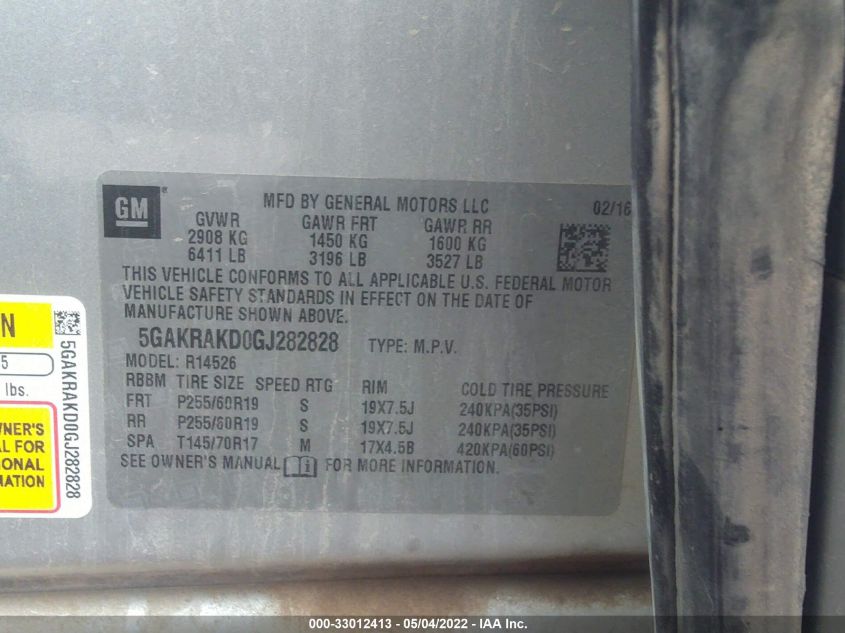 GM
®
MFD BY GENERAL MOTORS LLC 02/16
GVWR GAWR FRT GAWR RR
2908 KG 1450 KG 1600 KG
6411 LB 3196 LB 3527 LB
THIS VEHICLE CONFORMS TO ALL APPLICABLE U.S. FEDERAL MOTOR
VEHICLE SAFETY STANDARDS IN EFFECT ON THE DATE OF
MANUFACTURE SHOWN ABOVE.
5GAKRAKD0GJ282828 TYPE: M.P.V.
MODEL: R14526
RBBM TIRE SIZE SPEED RTG RIM COLD TIRE PRESSURE
FRT P255/60R19 S 19X7.5J 240KPA(35PSI)
RR P255/60R19 S 19X7.5J 240KPA(35PSI)
SPA T145/70R17 M 17X4.5B 420KPA(60PSI)
SEE OWNER'S MANUAL FOR MORE INFORMATION.
N
5
lbs.
WNER'S
AL FOR
IONAL
MATION
5GAKRAKD0GJ282828
000-33012413 - 05/04/2022 - IAA Inc.